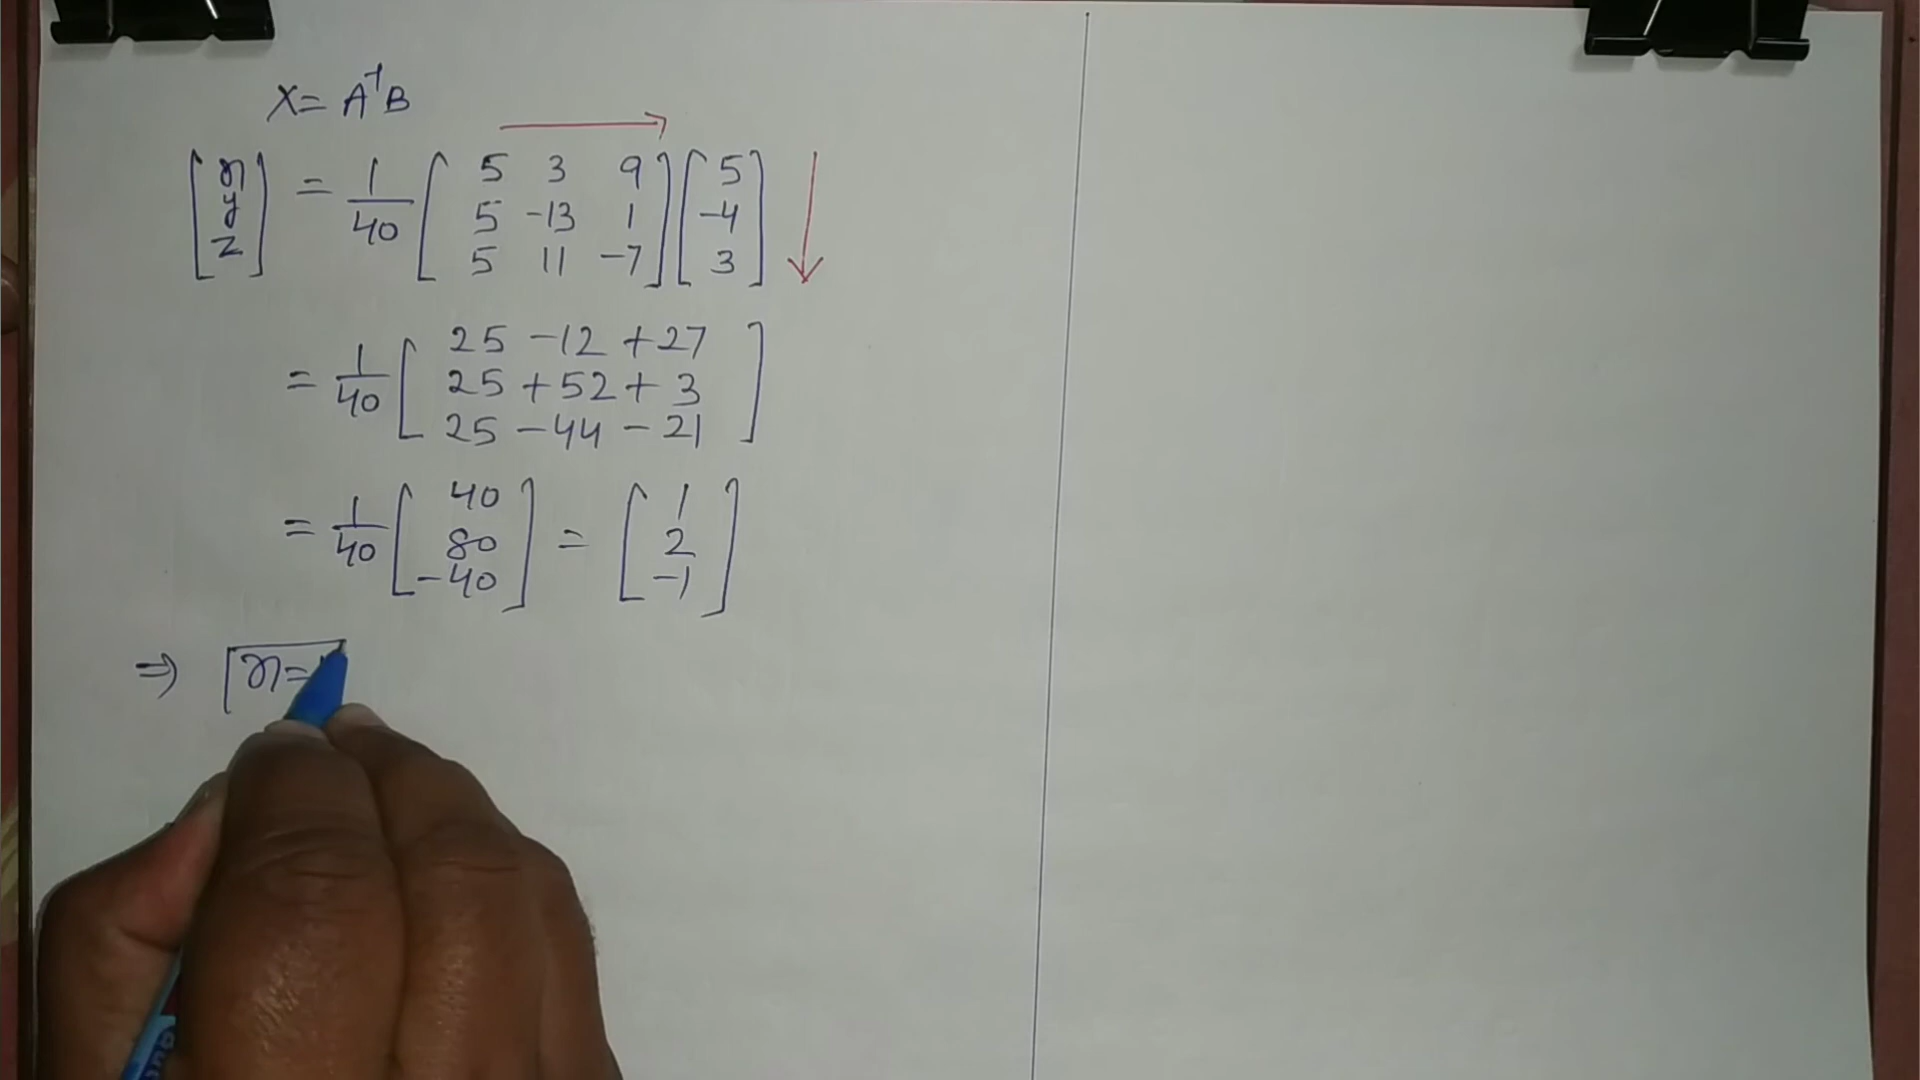 X = A⁻¹B
[x y z] = 1/40 [5 3 9; 5 -13 1; 5 11 -7] [5; -4; 3]
= 1/40 [25 -12 +27; 25 +52 + 3; 25 -44 -21]
= 1/40 [40; 80; -40] = [1; 2; -1]
⇒ x =